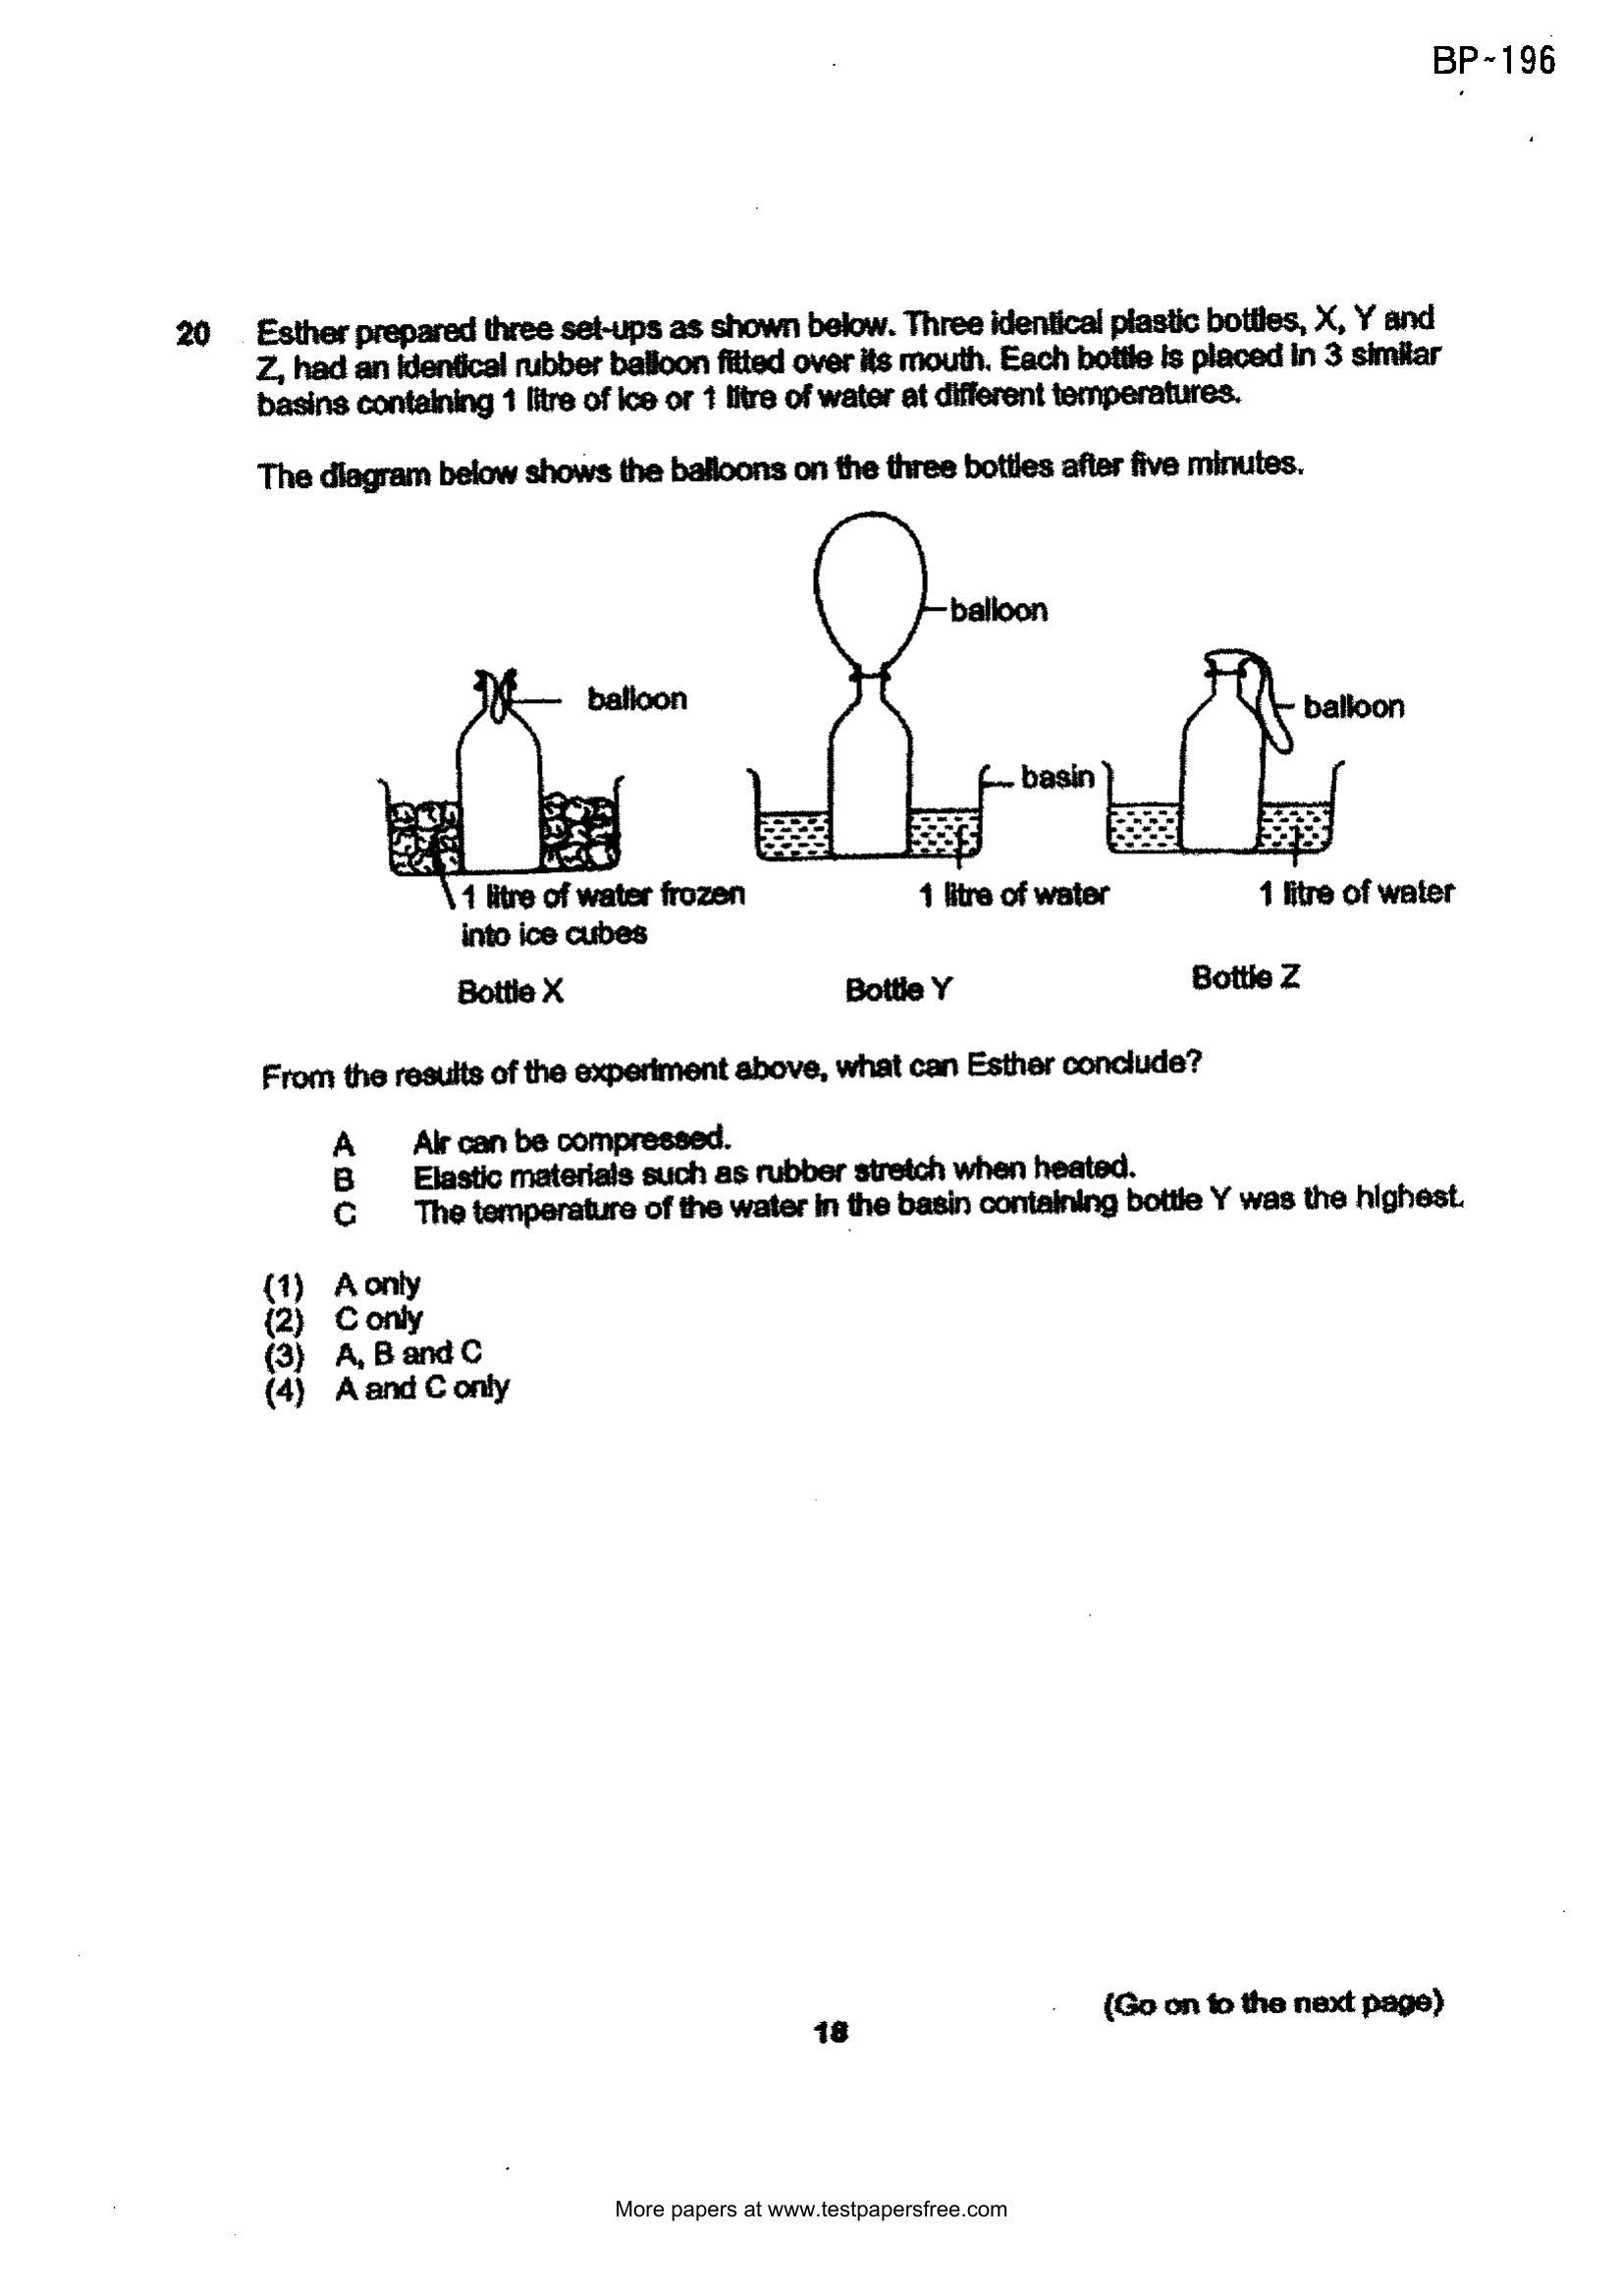 BP~196
20 Esther prepared three set-ups as shown below. Three identical plastic bottles, X, Y and
Z, had an identical rubber balloon fitted over its mouth. Each bottle is placed in 3 similar
basins containing 1 litre of ice or 1 litre of water at different temperatures.
The diagram below shows the balloons on the three bottles after five minutes.
balloon
balloon
balloon
basin
1 litre of water frozen
into ice cubes
1 litre of water
1 litre of water
Bottle X
Bottle Y
Bottle Z
From the results of the experiment above, what can Esther conclude?
A Air can be compressed.
B Elastic materials such as rubber stretch when heated.
C The temperature of the water in the basin containing bottle Y was the highest.
(1) A only
(2) C only
(3) A, B and C
(4) A and C only
(Go on to the next page)
18
More papers at www.testpapersfree.com